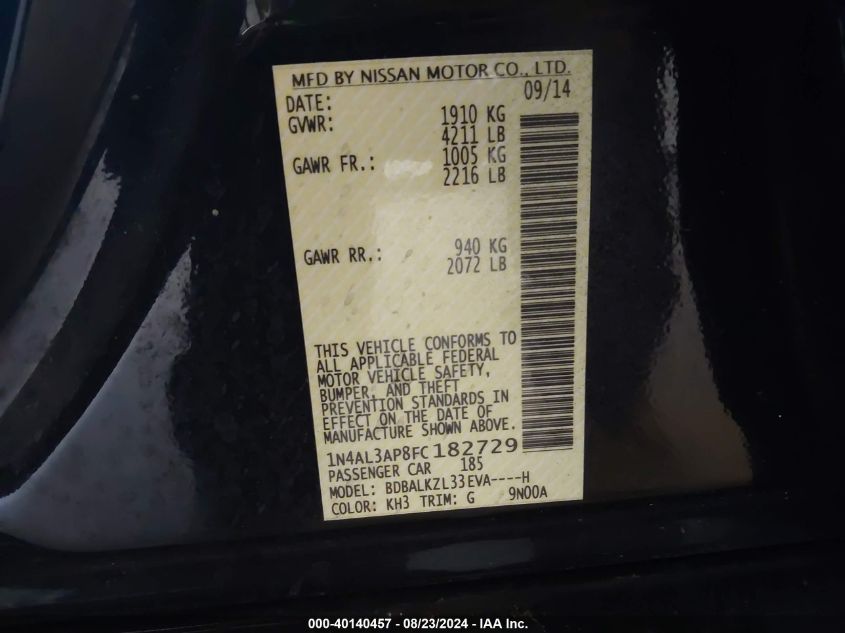 MFD BY NISSAN MOTOR CO., LTD.
DATE: 09/14
GVWR: 1910 KG
4211 LB
GAWR FR.: 1005 KG
2216 LB
GAWR RR.: 940 KG
2072 LB
THIS VEHICLE CONFORMS TO
ALL APPLICABLE FEDERAL
MOTOR VEHICLE SAFETY,
BUMPER, AND THEFT
PREVENTION STANDARDS IN
EFFECT ON THE DATE OF
MANUFACTURE SHOWN ABOVE.
1N4AL3AP8FC182729
PASSENGER CAR 185
MODEL: BDBALKZL33EVA----H
COLOR: KH3 TRIM: G 9N00A
000-40140457 - 08/23/2024 - IAA Inc.